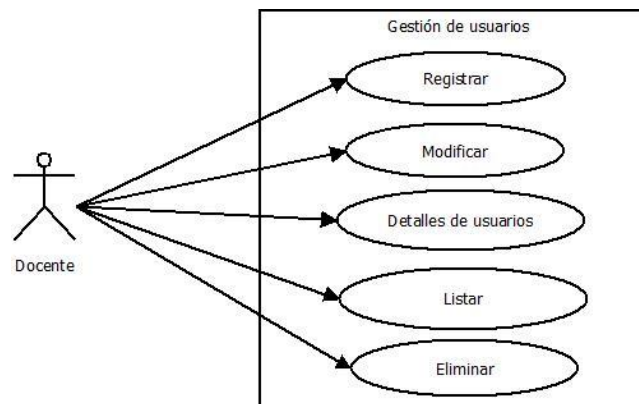 Gestión de usuarios
Registrar
Modificar
Detalles de usuarios
Docente
Listar
Eliminar